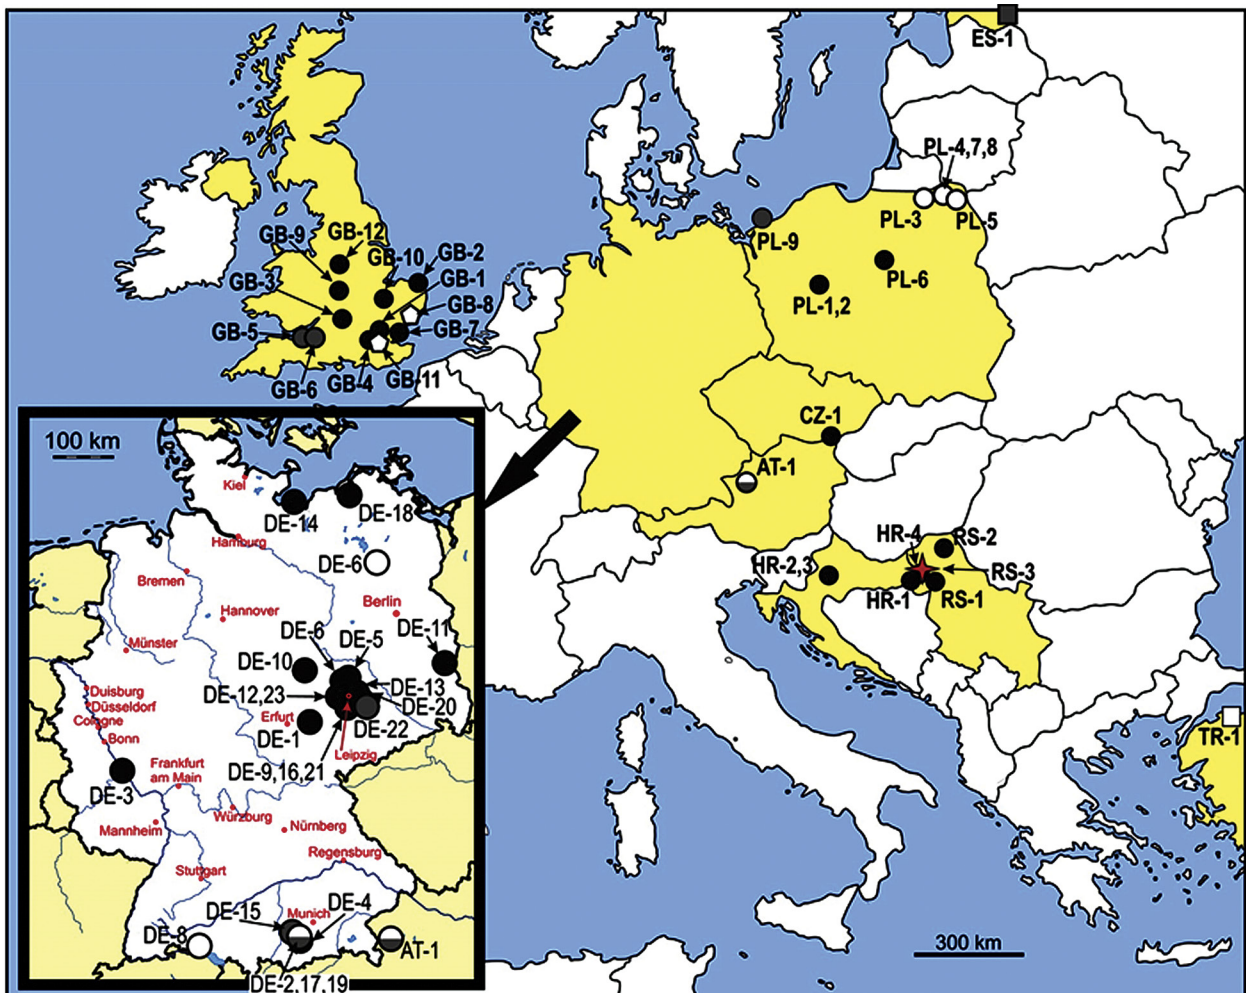 ES-1
PL-4,7,8
PL-3
PL-5
PL-9
PL-6
PL-1,2
GB-12
GB-9
GB-10
GB-2
GB-1
GB-3
GB-8
GB-5
GB-7
GB-6
GB-4
GB-11
CZ-1
AT-1
HR-4
RS-2
HR-2,3
RS-3
HR-1
RS-1
TR-1
300 km
100 km
Kiel
DE-14
DE-18
Hamburg
DE-6
Bremen
Berlin
Hannover
DE-11
DE-6
DE-5
Münster
DE-10
DE-13
Duisburg
DE-12,23
Düsseldorf
DE-20
Cologne
Erfurt
DE-22
Bonn
DE-1
Leipzig
Frankfurt
am Main
DE-9,16,21
DE-3
Würzburg
Mannheim
Nürnberg
Regensburg
Stuttgart
DE-15
DE-4
Munich
DE-8
AT-1
DE-2,17,19